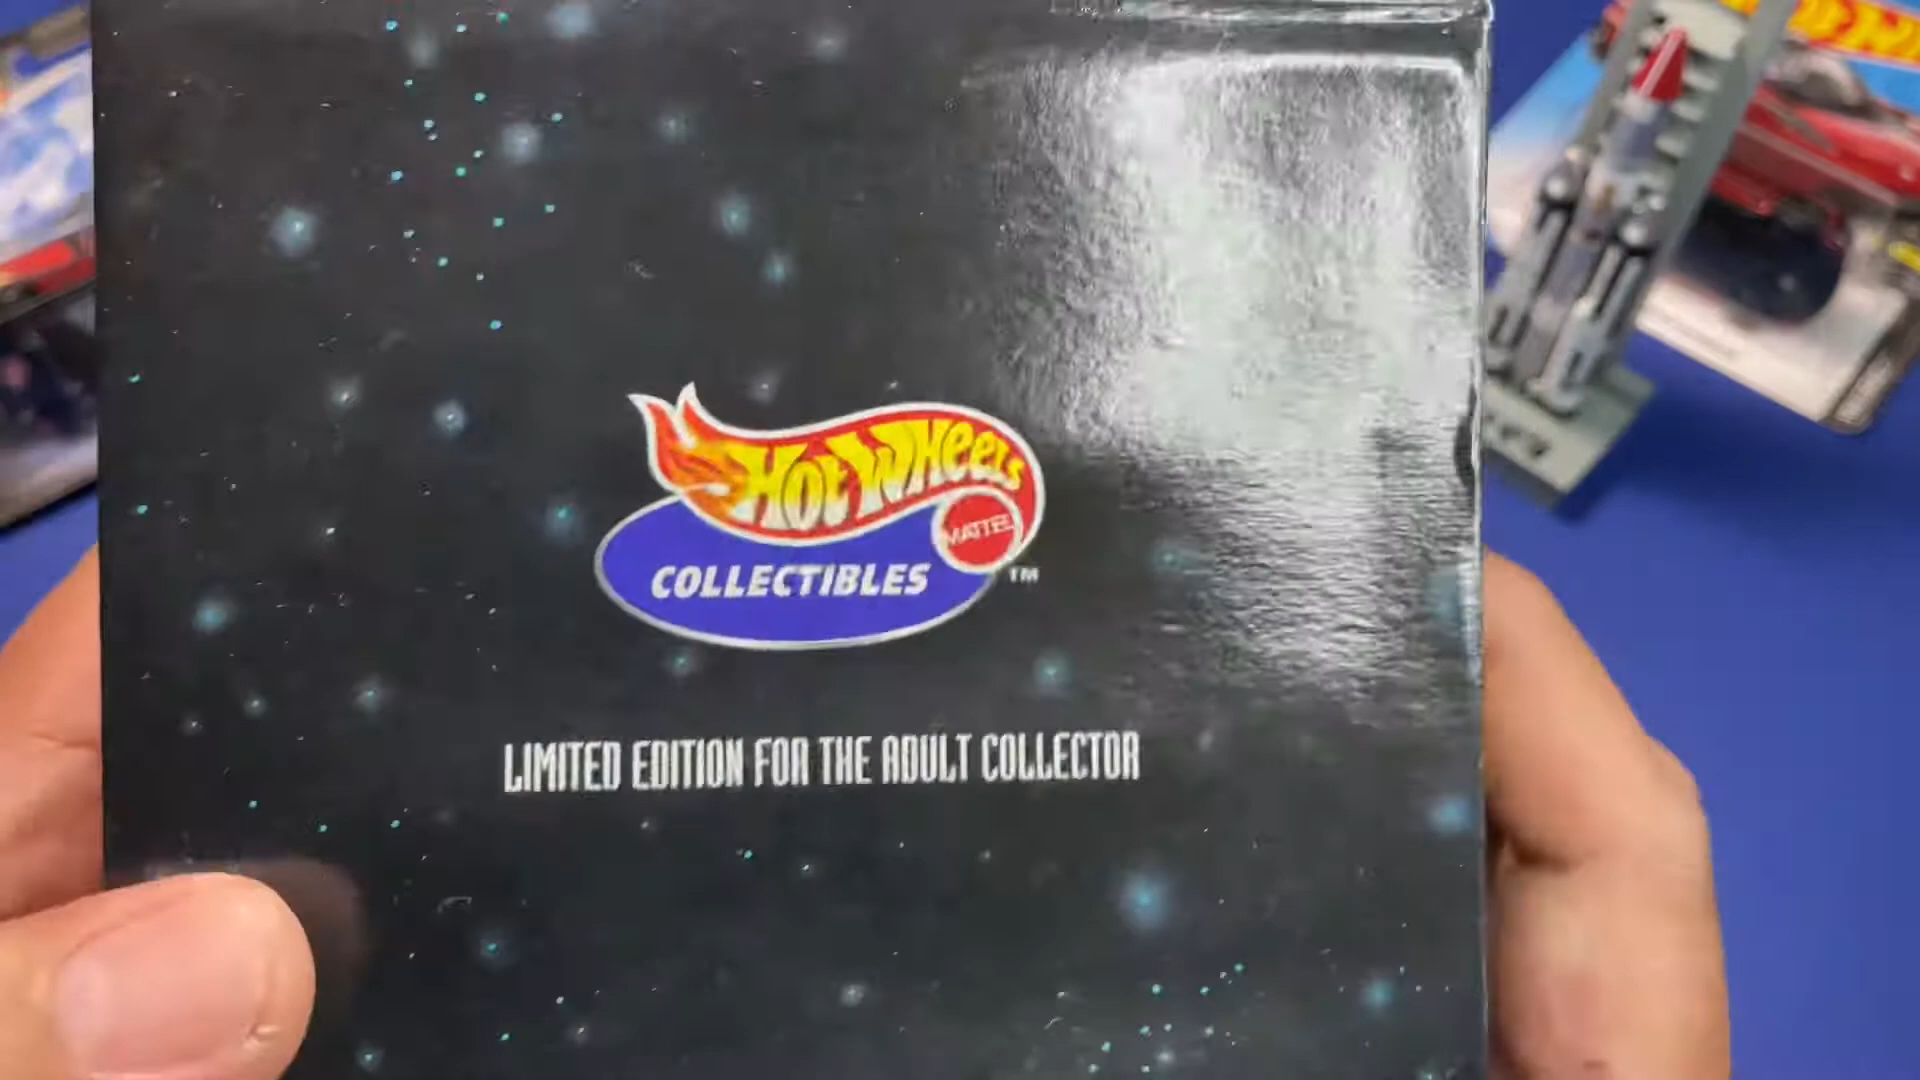 Hot Wheels
MATTEL
COLLECTIBLES
TM
LIMITED EDITION FOR THE ADULT COLLECTOR